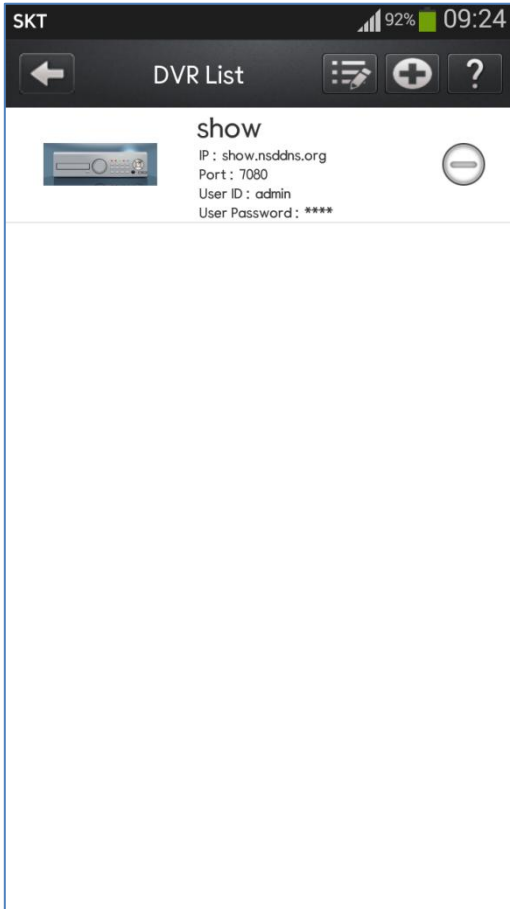 SKT 92% 09:24
DVR List ?
show
IP : show.nsddns.org
Port : 7080
User ID : admin
User Password : ****